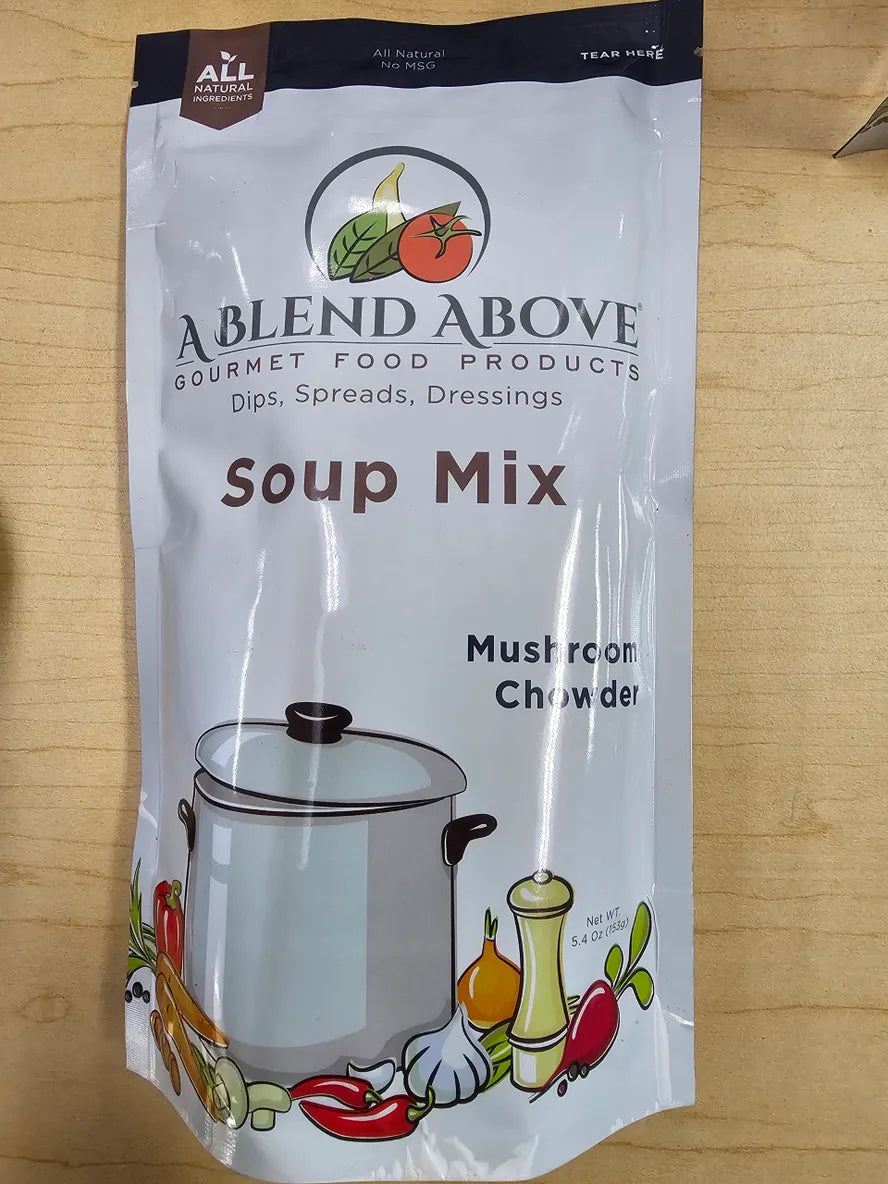 ALL
NATURAL
INGREDIENTS
All Natural
No MSG
TEAR HERE
A BLEND ABOVE®
GOURMET FOOD PRODUCTS
Dips, Spreads, Dressings
Soup Mix
Mushroom
Chowder
Net WT.
5.4 Oz (153g)